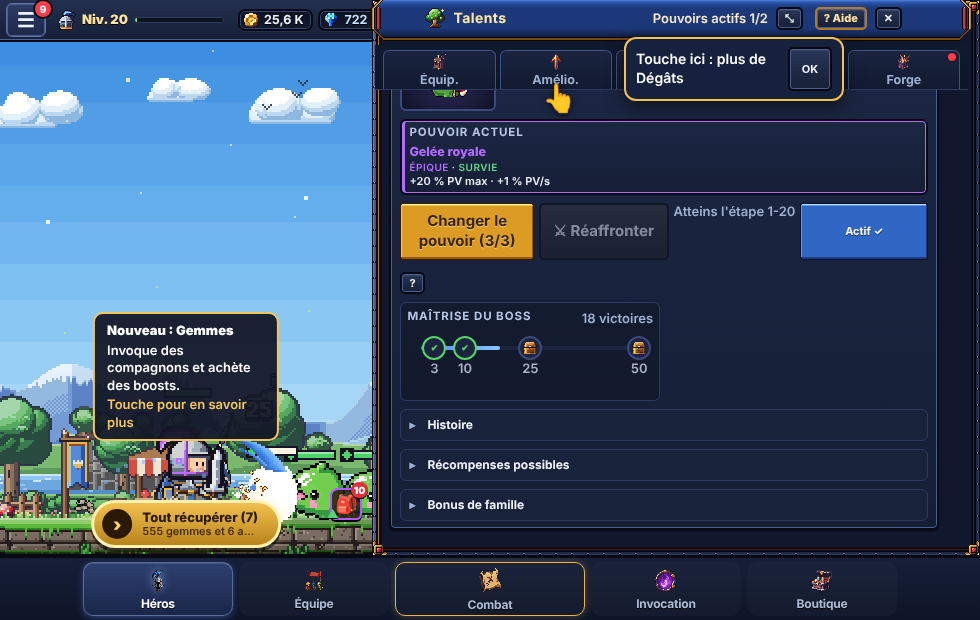 9
Niv. 20
25,6 K
722
Talents
Pouvoirs actifs 1/2
? Aide
Équip.
Amélio.
Touche ici : plus de
Dégâts
OK
Forge
POUVOIR ACTUEL
Gelée royale
ÉPIQUE · SURVIE
+20 % PV max · +1 % PV/s
Changer le
pouvoir (3/3)
Réaffronter
Atteins l'étape 1-20
Actif ✓
?
MAÎTRISE DU BOSS
18 victoires
3
10
25
50
Histoire
Récompenses possibles
Bonus de famille
Nouveau : Gemmes
Invoque des
compagnons et achète
des boosts.
Touche pour en savoir
plus
10
Tout récupérer (7)
555 gemmes et 6 a...
Héros
Équipe
Combat
Invocation
Boutique